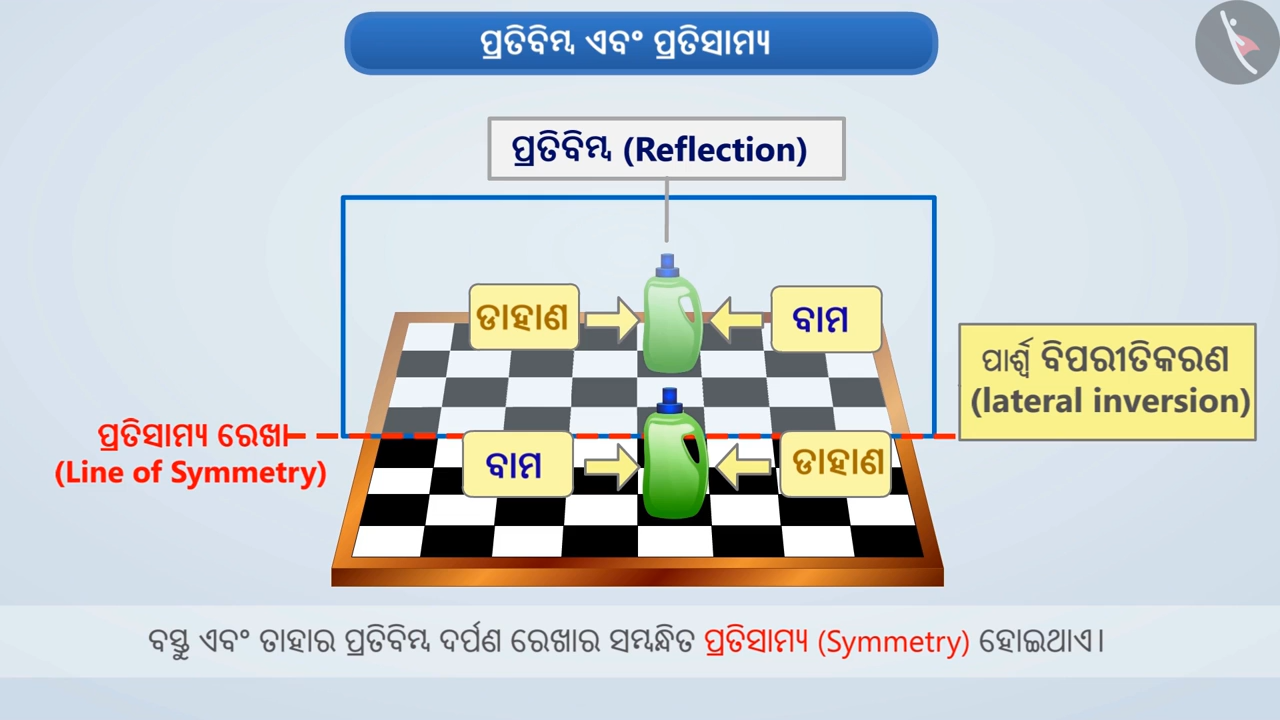 ପ୍ରତିବିମ୍ବ ଏବଂ ପ୍ରତିସାମ୍ୟ
ପ୍ରତିବିମ୍ବ (Reflection)
ଡାହାଣ
ବାମ
ପାର୍ଶ୍ୱ ବିପରୀତିକରଣ
(lateral inversion)
ପ୍ରତିସାମ୍ୟ ରେଖା
(Line of Symmetry)
ବାମ
ଡାହାଣ
ବସ୍ତୁ ଏବଂ ତାହାର ପ୍ରତିବିମ୍ବ ଦର୍ପଣ ରେଖାର ସମ୍ବନ୍ଧିତ ପ୍ରତିସାମ୍ୟ (Symmetry) ହୋଇଥାଏ।